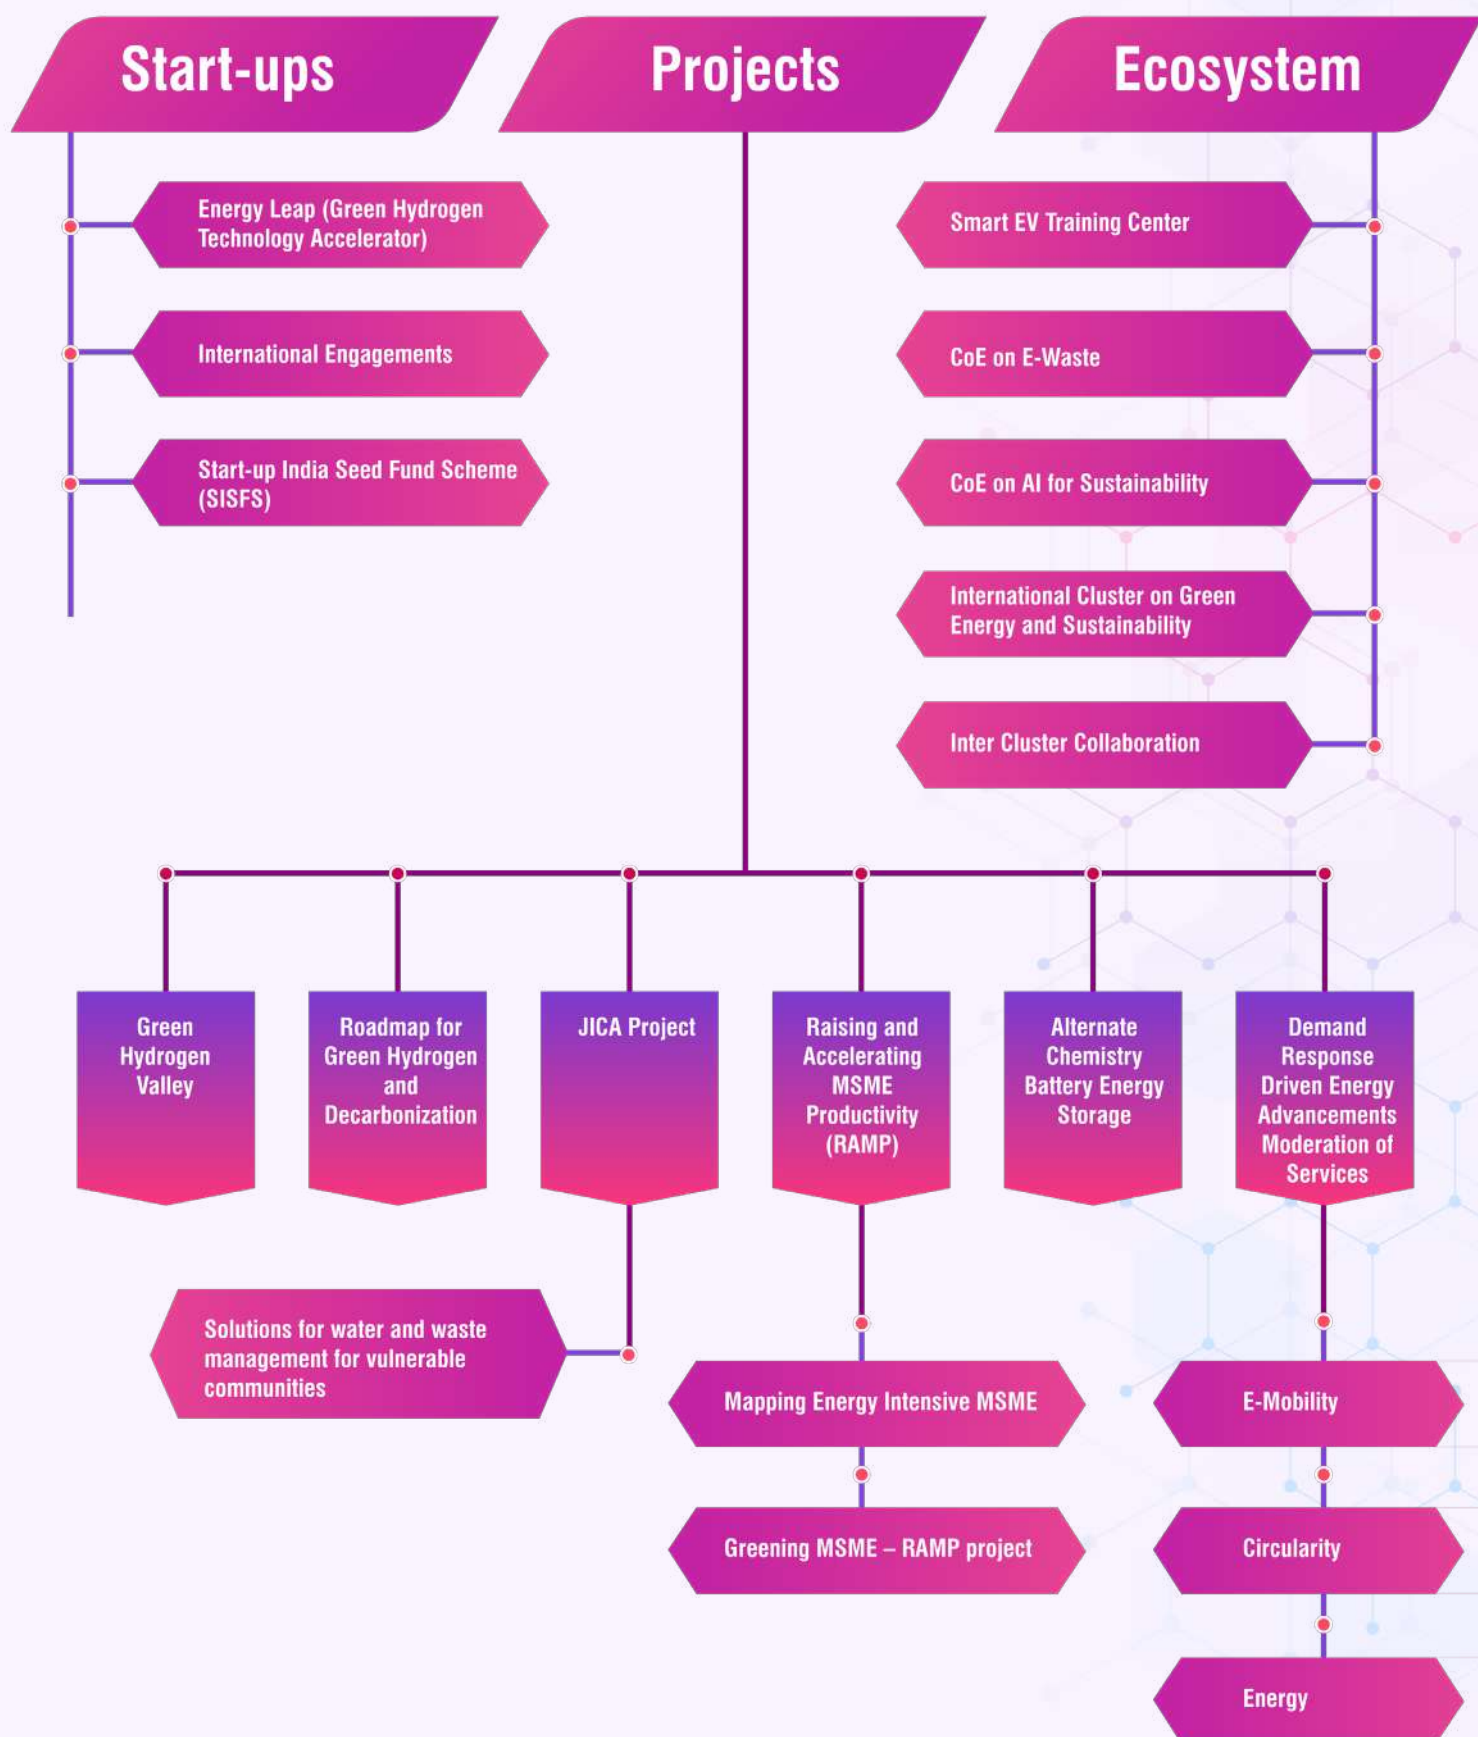 Start-ups
Projects
Ecosystem
Energy Leap (Green Hydrogen
Technology Accelerator)
International Engagements
Start-up India Seed Fund Scheme
(SISFS)
Smart EV Training Center
CoE on E-Waste
CoE on AI for Sustainability
International Cluster on Green
Energy and Sustainability
Inter Cluster Collaboration
Green
Hydrogen
Valley
Roadmap for
Green Hydrogen
and
Decarbonization
JICA Project
Raising and
Accelerating
MSME
Productivity
(RAMP)
Alternate
Chemistry
Battery Energy
Storage
Demand
Response
Driven Energy
Advancements
Moderation of
Services
Solutions for water and waste
management for vulnerable
communities
Mapping Energy Intensive MSME
Greening MSME – RAMP project
E-Mobility
Circularity
Energy